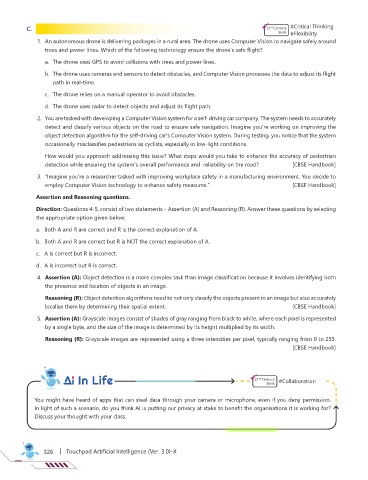 C.
21st Century Skills #Critical Thinking #Flexibility
1. An autonomous drone is delivering packages in a rural area. The drone uses Computer Vision to navigate safely around
trees and power lines. Which of the following technology ensure the drone's safe flight?
a. The drone uses GPS to avoid collisions with trees and power lines.
b. The drone uses cameras and sensors to detect obstacles, and Computer Vision processes the data to adjust its flight
path in real-time.
c. The drone relies on a manual operator to avoid obstacles.
d. The drone uses radar to detect objects and adjust its flight path.
2. You are tasked with developing a Computer Vision system for a self-driving car company. The system needs to accurately
detect and classify various objects on the road to ensure safe navigation. Imagine you're working on improving the
object detection algorithm for the self-driving car's Computer Vision system. During testing, you notice that the system
occasionally misclassifies pedestrians as cyclists, especially in low-light conditions.
How would you approach addressing this issue? What steps would you take to enhance the accuracy of pedestrian
detection while ensuring the system's overall performance and reliability on the road? [CBSE Handbook]
3. "Imagine you're a researcher tasked with improving workplace safety in a manufacturing environment. You decide to
employ Computer Vision technology to enhance safety measures." [CBSE Handbook]
Assertion and Reasoning questions.
Direction: Questions 4-5, consist of two statements – Assertion (A) and Reasoning (R). Answer these questions by selecting
the appropriate option given below:
a. Both A and R are correct and R is the correct explanation of A.
b. Both A and R are correct but R is NOT the correct explanation of A.
c. A is correct but R is incorrect.
d. A is incorrect but R is correct.
4. Assertion (A): Object detection is a more complex task than image classification because it involves identifying both
the presence and location of objects in an image.
Reasoning (R): Object detection algorithms need to not only classify the objects present in an image but also accurately
localise them by determining their spatial extent. [CBSE Handbook]
5. Assertion (A): Grayscale images consist of shades of gray ranging from black to white, where each pixel is represented
by a single byte, and the size of the image is determined by its height multiplied by its width.
Reasoning (R): Grayscale images are represented using a three intensities per pixel, typically ranging from 0 to 255.
[CBSE Handbook]
Ai In Life
21st Century Skills #Collaboration
You might have heard of apps that can steal data through your camera or microphone, even if you deny permission.
In light of such a scenario, do you think AI is putting our privacy at stake to benefit the organisations it is working for?
Discuss your thought with your class.
326 Touchpad Artificial Intelligence (Ver. 3.0)-X